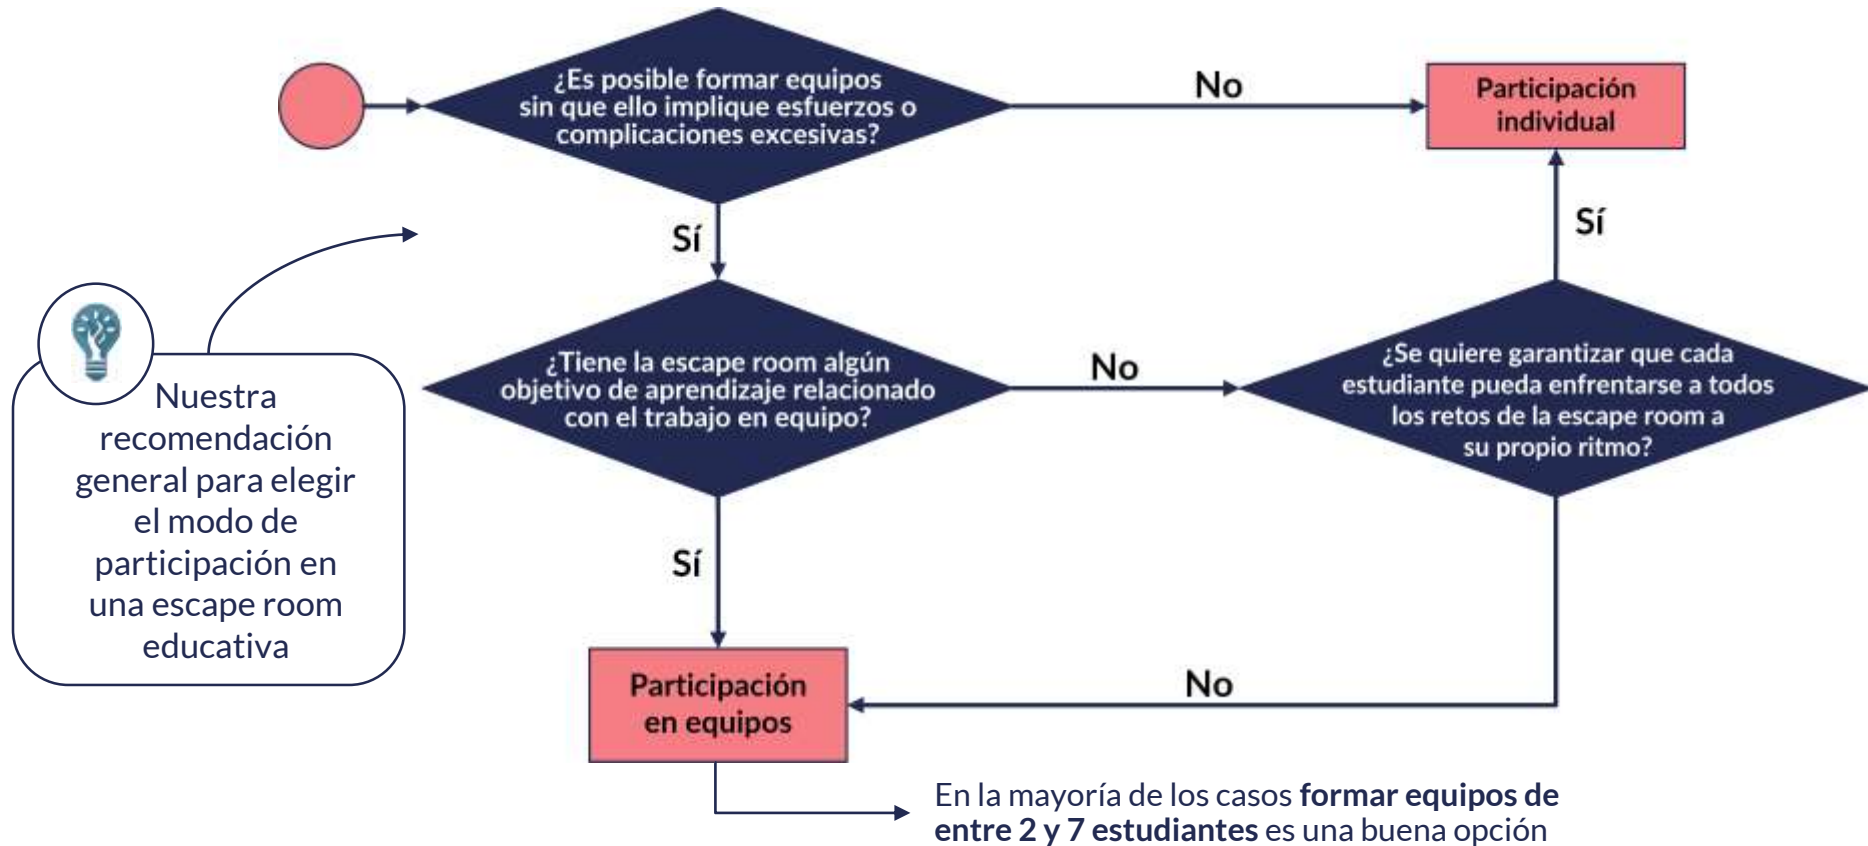 ¿Es posible formar equipos
sin que ello implique esfuerzos o
complicaciones excesivas?
No
Participación
individual
Sí
Sí
¿Tiene la escape room algún
objetivo de aprendizaje relacionado
con el trabajo en equipo?
No
¿Se quiere garantizar que cada
estudiante pueda enfrentarse a todos
los retos de la escape room a
su propio ritmo?
Nuestra
recomendación
general para elegir
el modo de
participación en
una escape room
educativa
Sí
Participación
en equipos
No
En la mayoría de los casos formar equipos de
entre 2 y 7 estudiantes es una buena opción